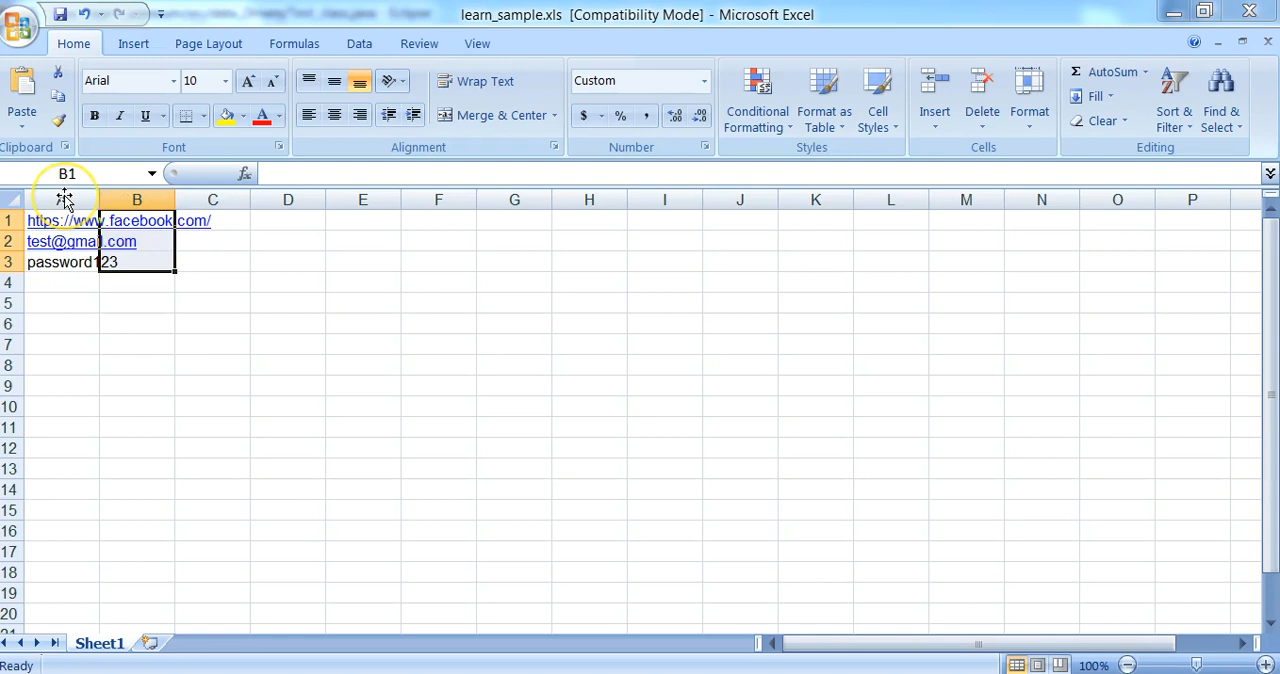 learn_sample.xls [Compatibility Mode] - Microsoft Excel
Home Insert Page Layout Formulas Data Review View
Arial 10 Wrap Text Custom AutoSum
Paste Conditional Formatting Format as Table Cell Styles Insert Delete Format Fill Sort & Filter Find & Select
B I U A Merge & Center $ % , Clear
Clipboard Font Alignment Number Styles Cells Editing
B1 fx
A B C D E F G H I J K L M N O P
1 https://www.facebook.com/
2 test@gmail.com
3 password123
4
5
6
7
8
9
10
11
12
13
14
15
16
17
18
19
20
21
Sheet1
Ready 100%